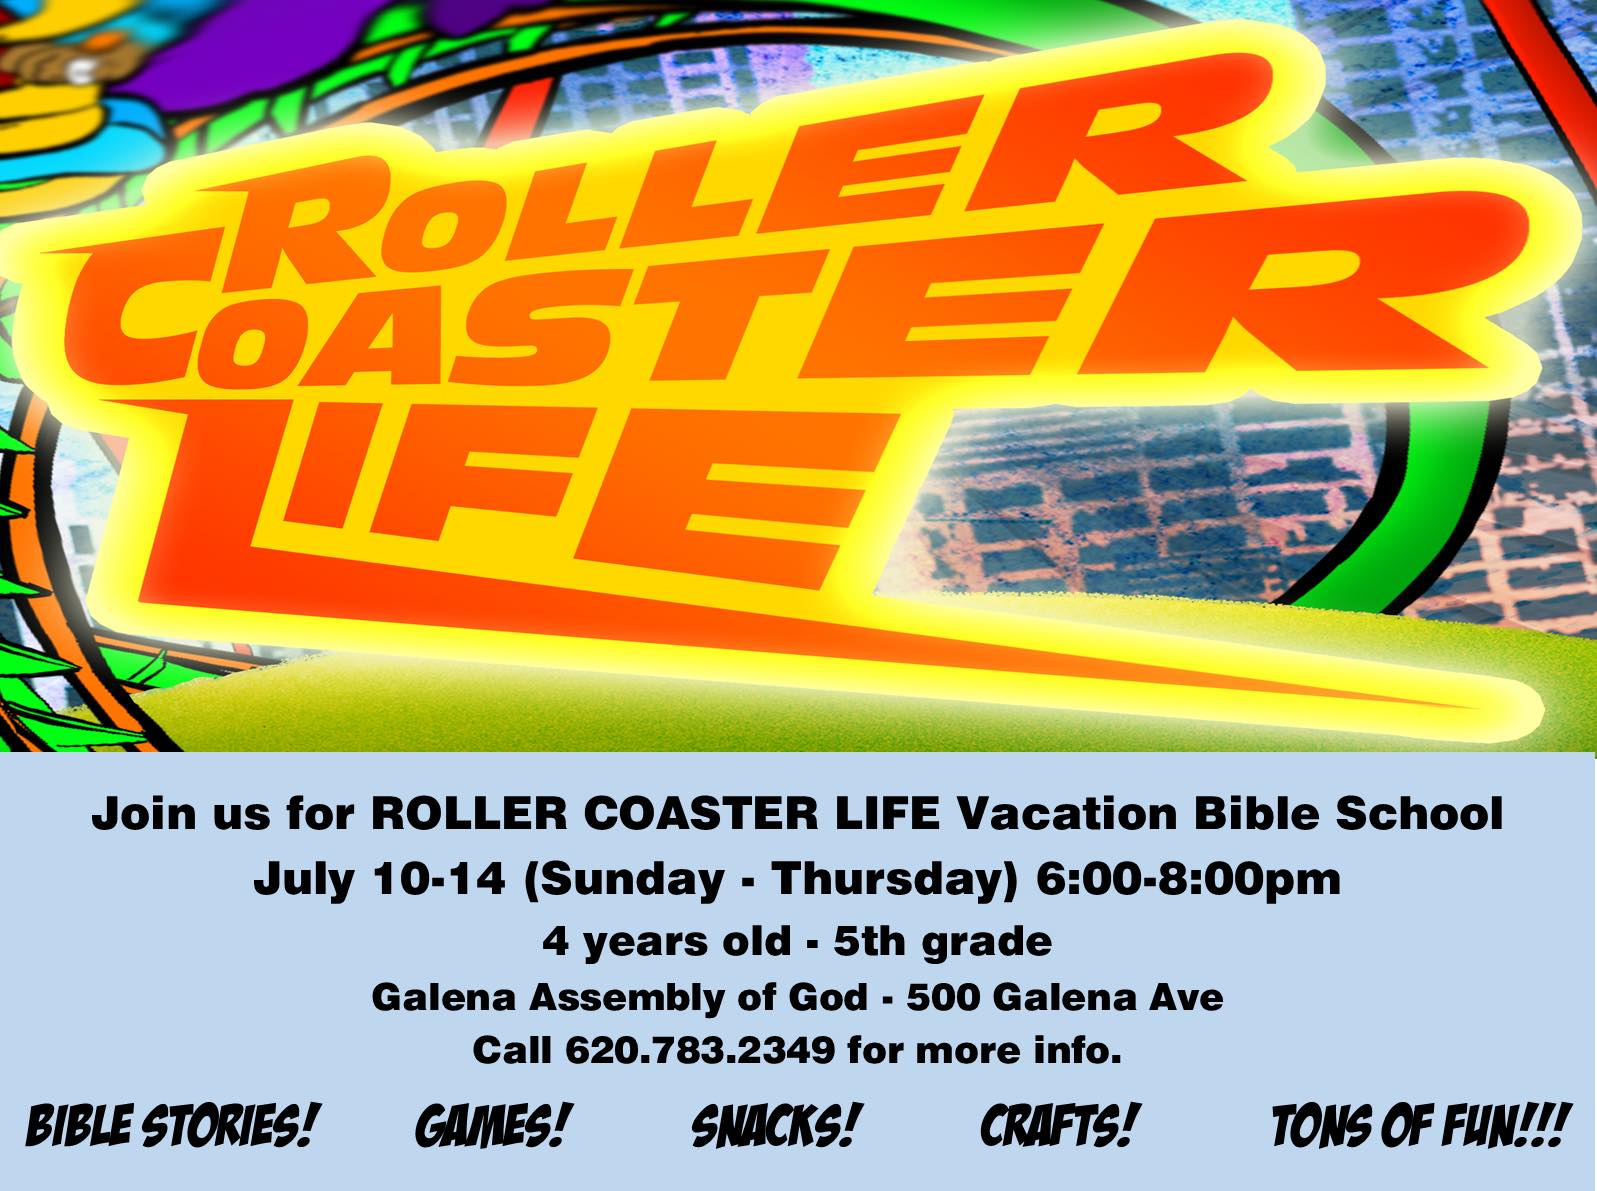 ROLLER
COASTER
LIFE
Join us for ROLLER COASTER LIFE Vacation Bible School
July 10-14 (Sunday - Thursday) 6:00-8:00pm
4 years old - 5th grade
Galena Assembly of God - 500 Galena Ave
Call 620.783.2349 for more info.
BIBLE STORIES! GAMES! SNACKS! CRAFTS! TONS OF FUN!!!